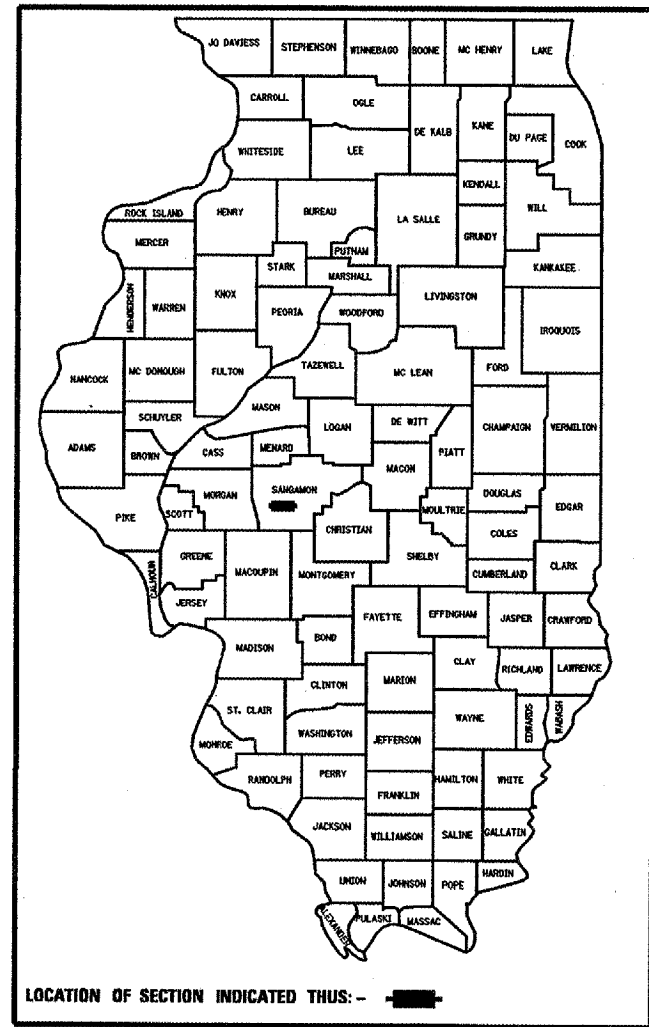 JO DAVIESS STEPHENSON WINNEBAGO BOONE MC HENRY LAKE
CARROLL OGLE DE KALB KANE DU PAGE COOK
WHITESIDE LEE KENDALL
ROCK ISLAND HENRY BUREAU LA SALLE GRUNDY WILL
MERCER PUTNAM KANKAKEE
STARK MARSHALL
HENDERSON WARREN KNOX PEORIA WOODFORD LIVINGSTON IROQUOIS
HANCOCK MC DONOUGH FULTON TAZEWELL MC LEAN FORD
MASON
SCHUYLER LOGAN DE WITT CHAMPAIGN VERMILION
ADAMS BROWN CASS MENARD MACON PIATT
SANGAMON DOUGLAS
PIKE SCOTT MORGAN CHRISTIAN MOULTRIE COLES EDGAR
GREENE MACOUPIN MONTGOMERY SHELBY CUMBERLAND CLARK
CALHOUN JERSEY
FAYETTE EFFINGHAM JASPER CRAWFORD
MADISON BOND
CLAY RICHLAND LAWRENCE
CLINTON MARION
ST. CLAIR WAYNE EDWARDS WABASH
MONROE WASHINGTON JEFFERSON
RANDOLPH PERRY HAMILTON WHITE
FRANKLIN
JACKSON WILLIAMSON SALINE GALLATIN
UNION JOHNSON POPE HARDIN
ALEXANDER PULASKI MASSAC
LOCATION OF SECTION INDICATED THUS: -